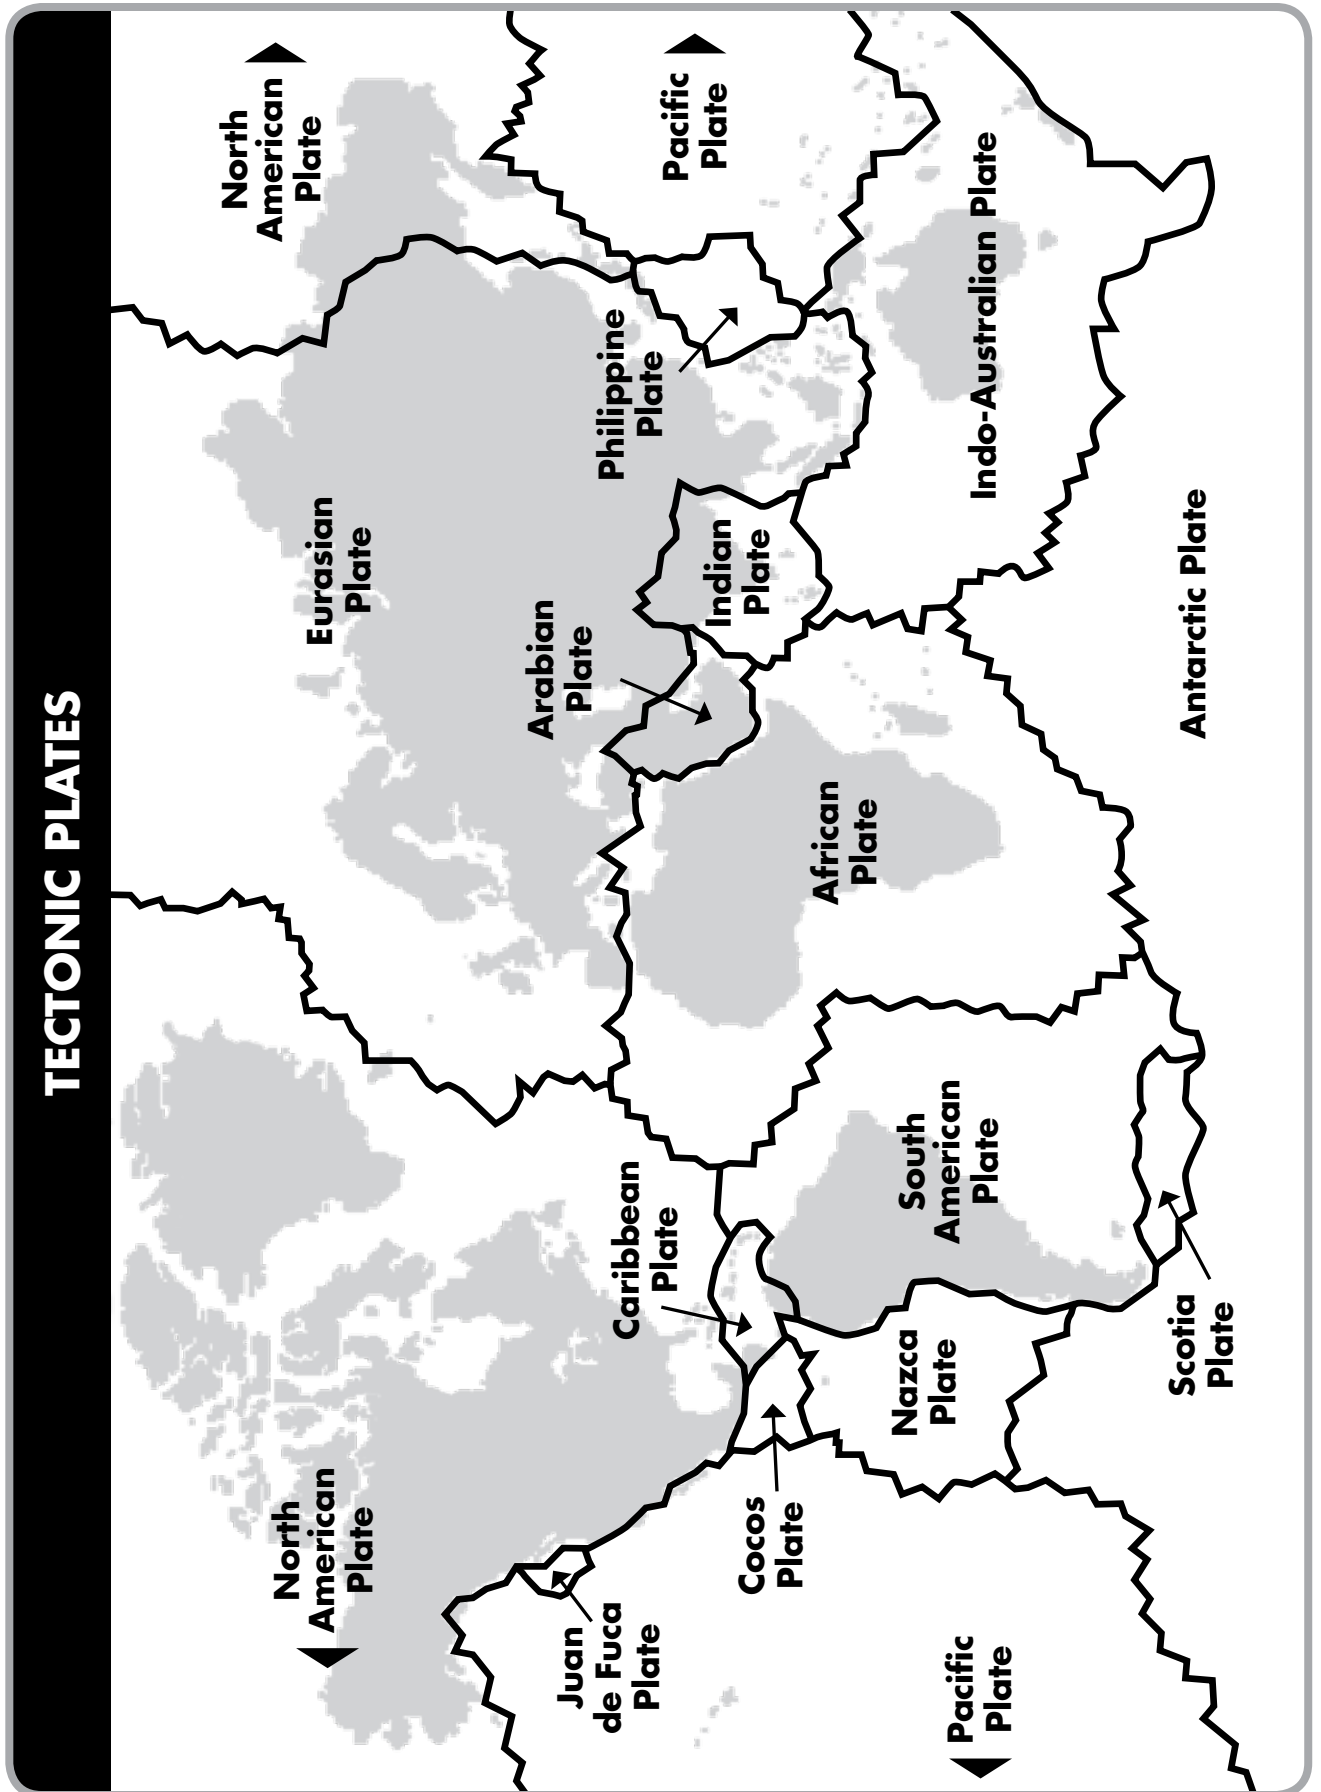 TECTONIC PLATES
North
American
Plate
Eurasian
Plate
North
American
Plate
Juan
de Fuca
Plate
Caribbean
Plate
Arabian
Plate
Philippine
Plate
Pacific
Plate
Cocos
Plate
Indian
Plate
African
Plate
Pacific
Plate
Nazca
Plate
South
American
Plate
Indo-Australian Plate
Scotia
Plate
Antarctic Plate